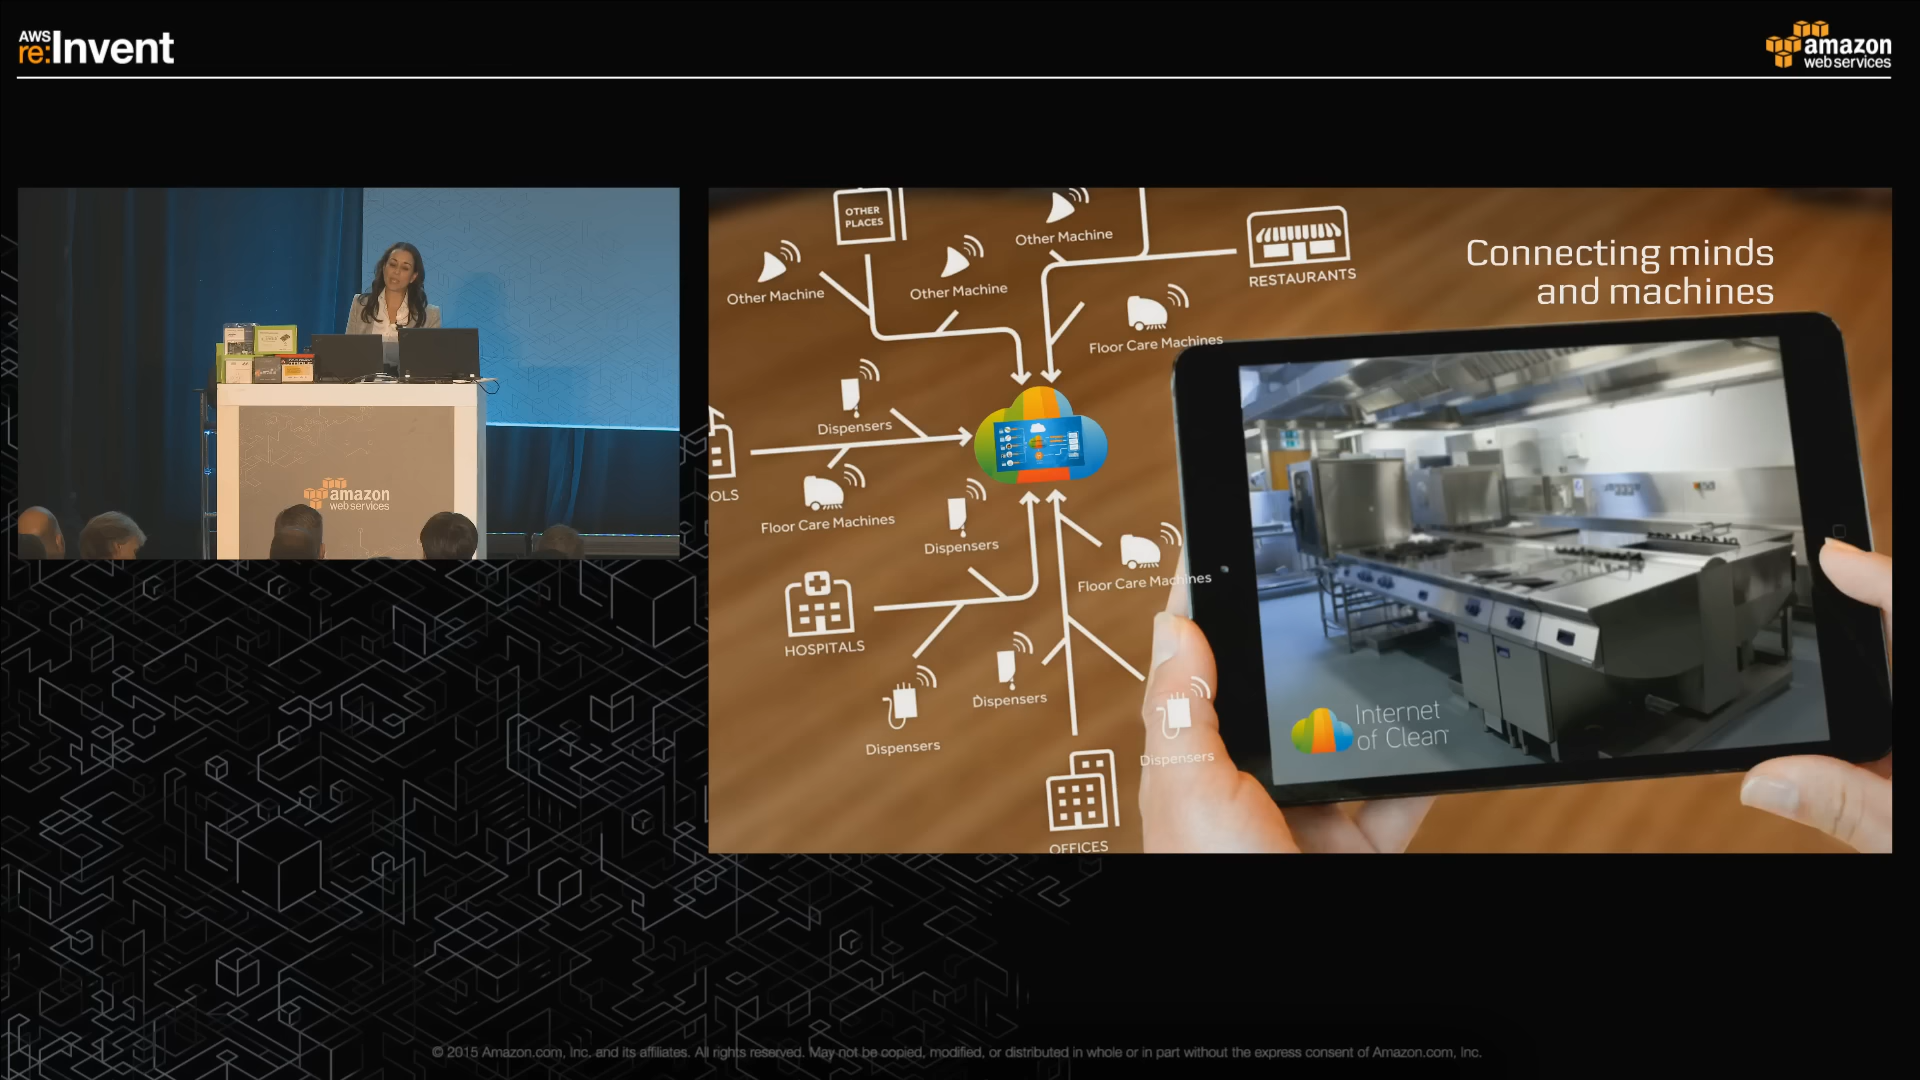 AWS
re:Invent
amazon
web services
amazon
web services
OTHER
PLACES
Other Machine
Other Machine
Other Machine
RESTAURANTS
Connecting minds
and machines
Floor Care Machines
Dispensers
OLS
Floor Care Machines
Dispensers
Floor Care Machines
HOSPITALS
Dispensers
Dispensers
Dispensers
OFFICES
Internet
of Clean
© 2015 Amazon.com, Inc. and its affiliates. All rights reserved. May not be copied, modified, or distributed in whole or in part without the express consent of Amazon.com, Inc.